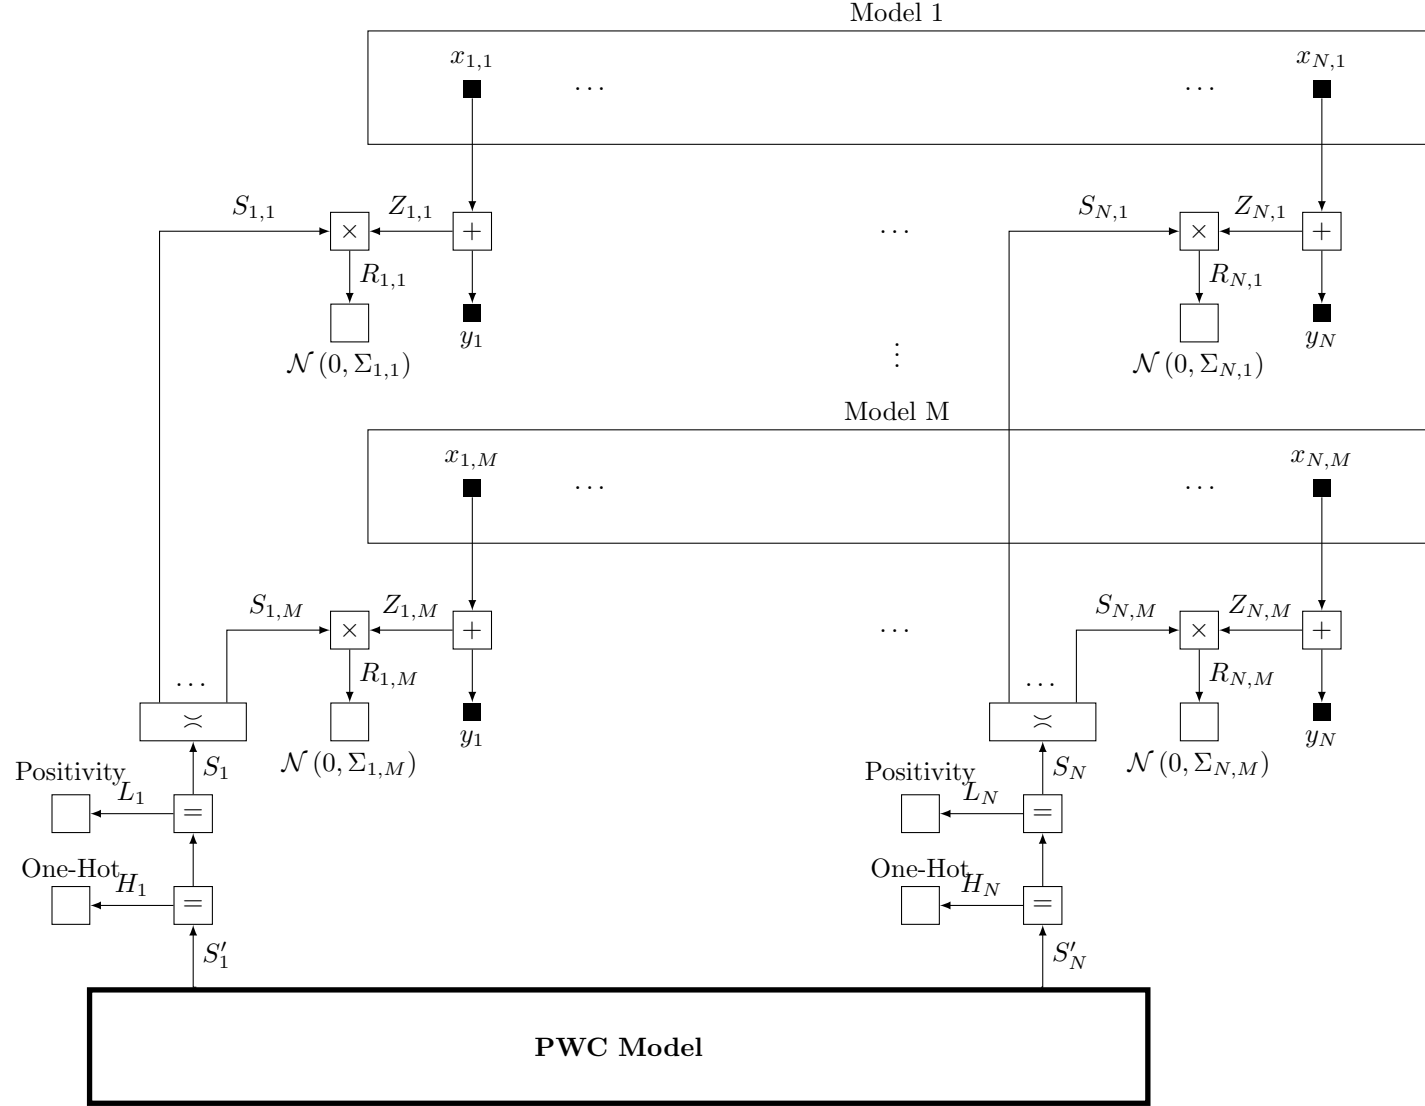 Model 1
x_{1,1} x_{N,1}
... ...
S_{1,1} Z_{1,1} S_{N,1} Z_{N,1}
× + ... × +
R_{1,1} R_{N,1}
y_1 y_N
𝒩(0, Σ_{1,1}) ⋮ 𝒩(0, Σ_{N,1})
Model M
x_{1,M} x_{N,M}
... ...
S_{1,M} Z_{1,M} S_{N,M} Z_{N,M}
× + ... × +
R_{1,M} R_{N,M}
... ...
≍ ≍
y_1 y_N
𝒩(0, Σ_{1,M}) 𝒩(0, Σ_{N,M})
Positivity S_1 Positivity S_N
L_1 L_N
= =
One-Hot One-Hot
H_1 H_N
= =
S'_1 S'_N
PWC Model